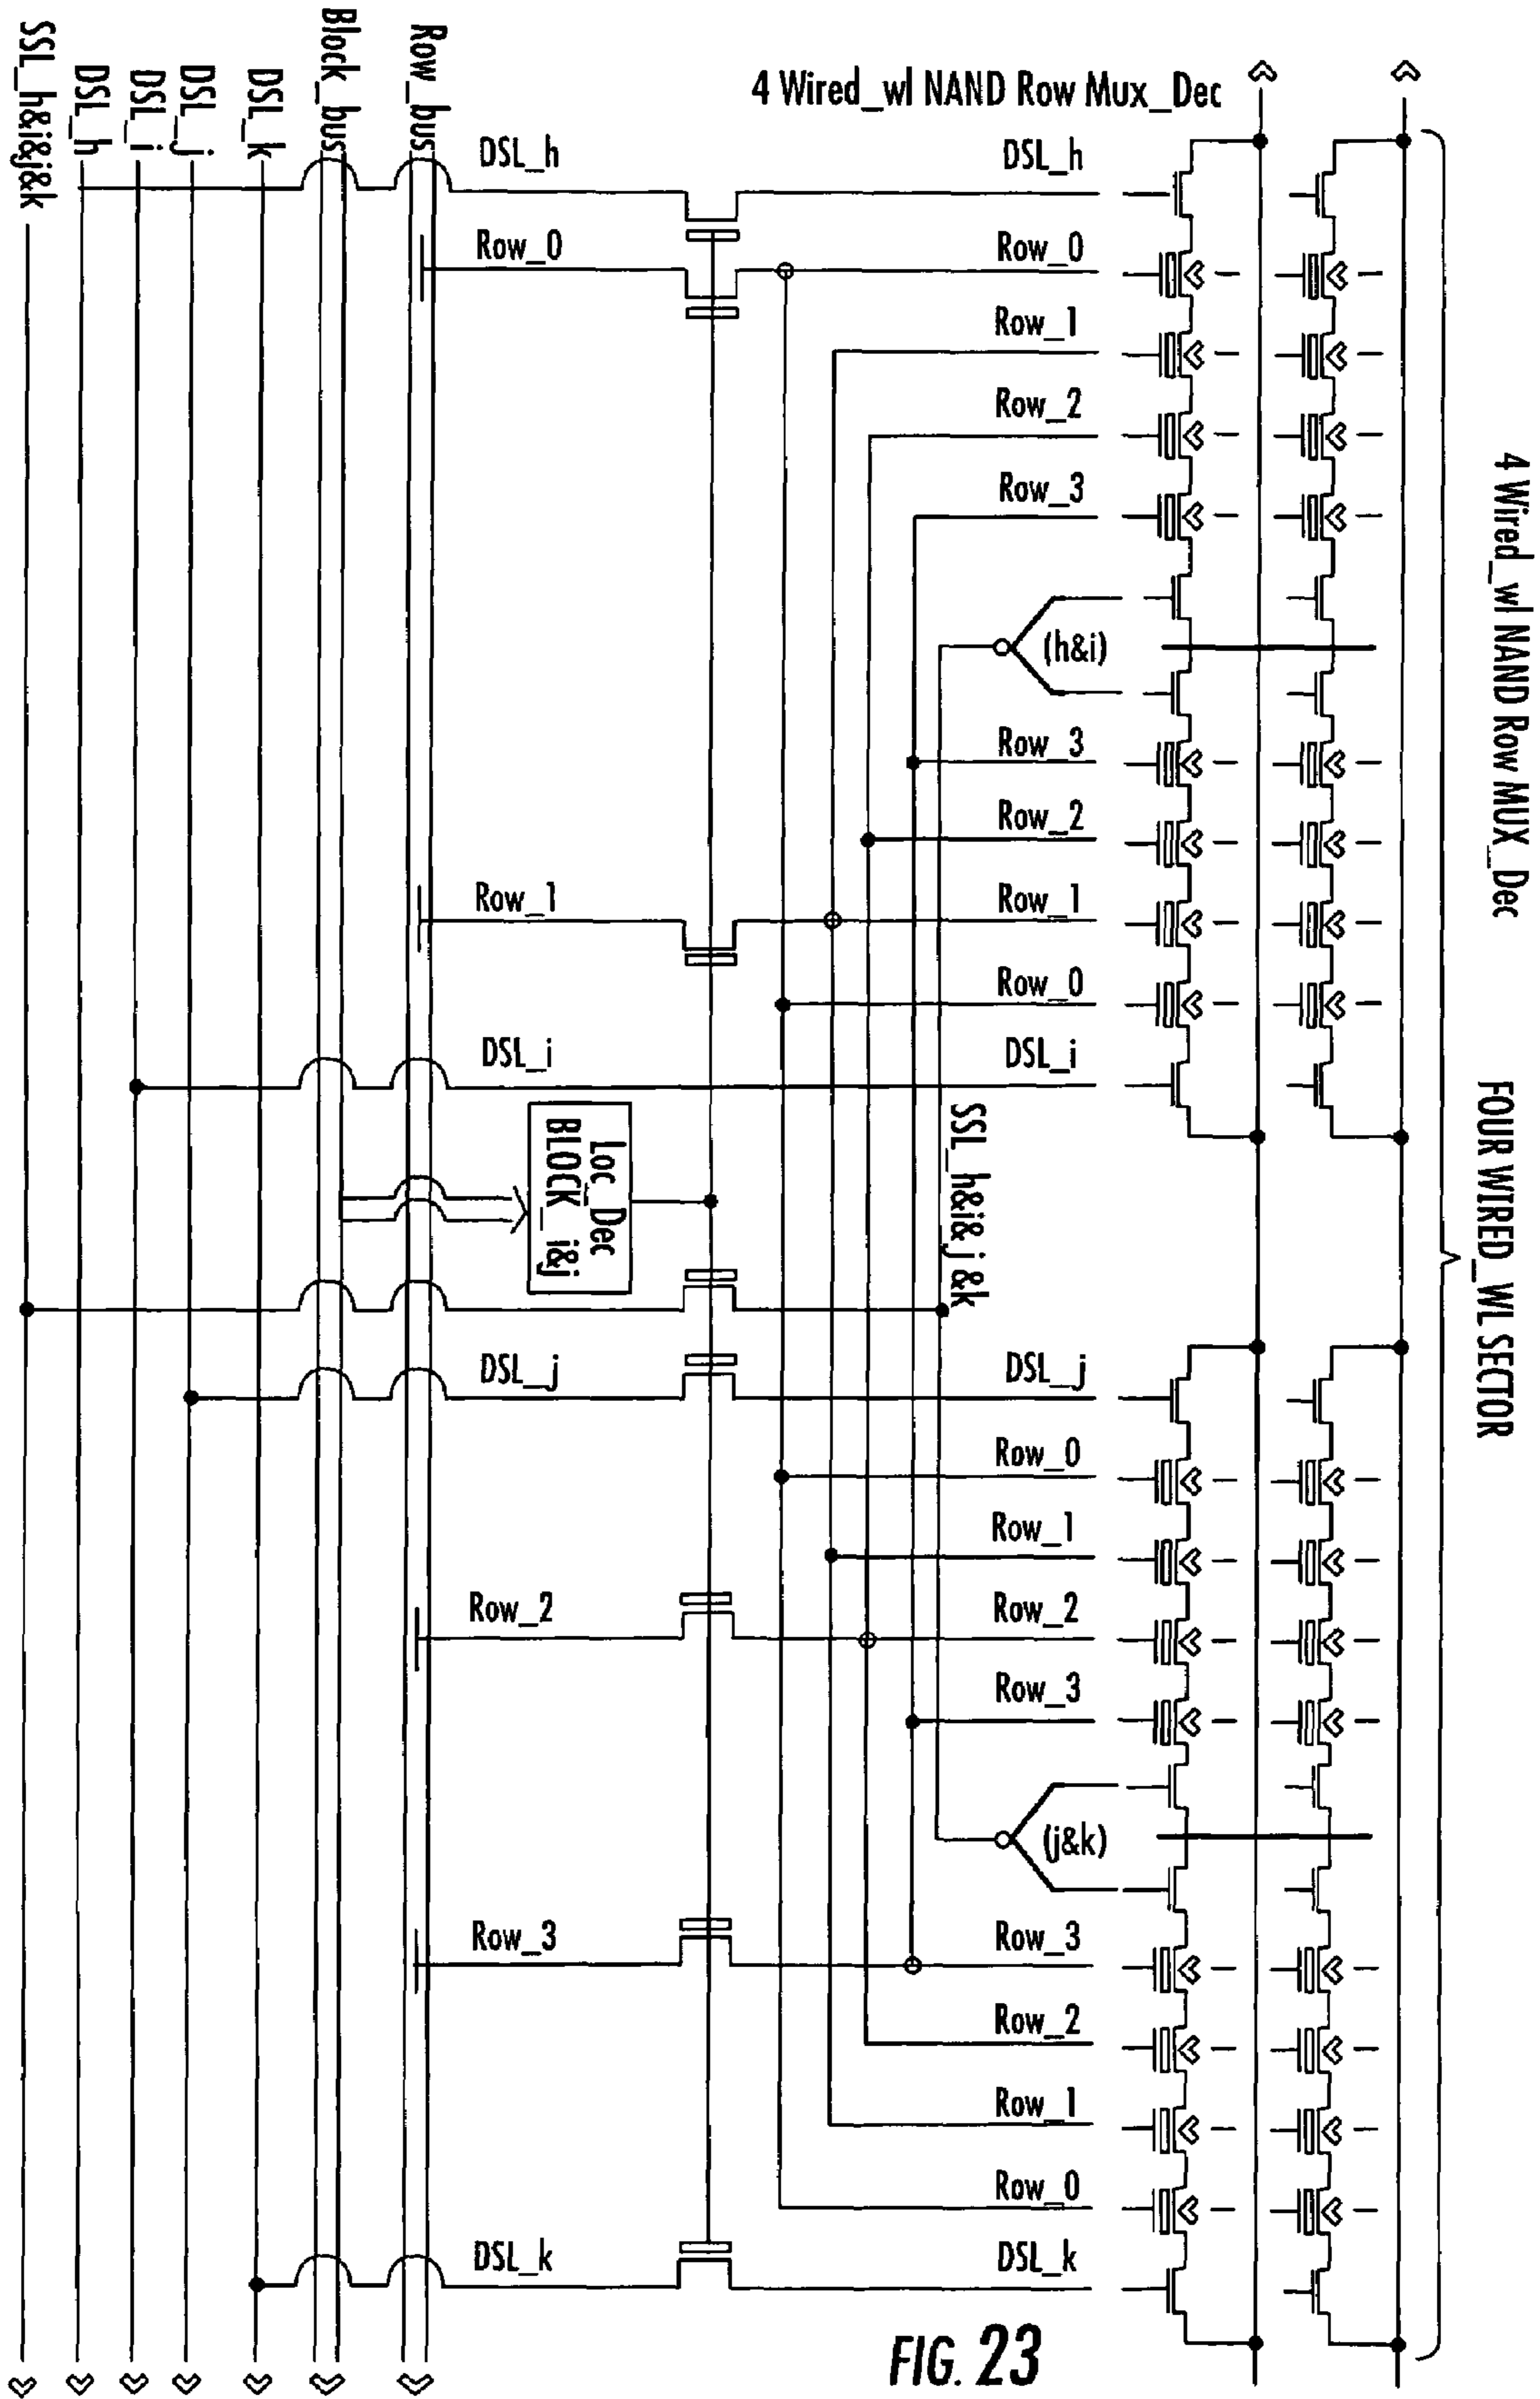 4 Wired_wl NAND Row MUX_Dec
FOUR WIRED_WL SECTOR
4 Wired_wl NAND Row Mux_Dec
SSL_h&i&j&k
DSL_h
DSL_i
DSL_j
DSL_k
Block_bus
Row_bus
DSL_h
DSL_h
Row_0
Row_0
Row_1
Row_2
Row_3
(h&i)
Row_3
Row_2
Row_1
Row_1
Row_0
DSL_i
DSL_i
Loc_Dec
BLOCK_i&j
SSL_h&i&j&k
DSL_j
DSL_j
Row_0
Row_1
Row_2
Row_2
Row_3
(j&k)
Row_3
Row_3
Row_2
Row_1
Row_0
DSL_k
DSL_k
FIG. 23